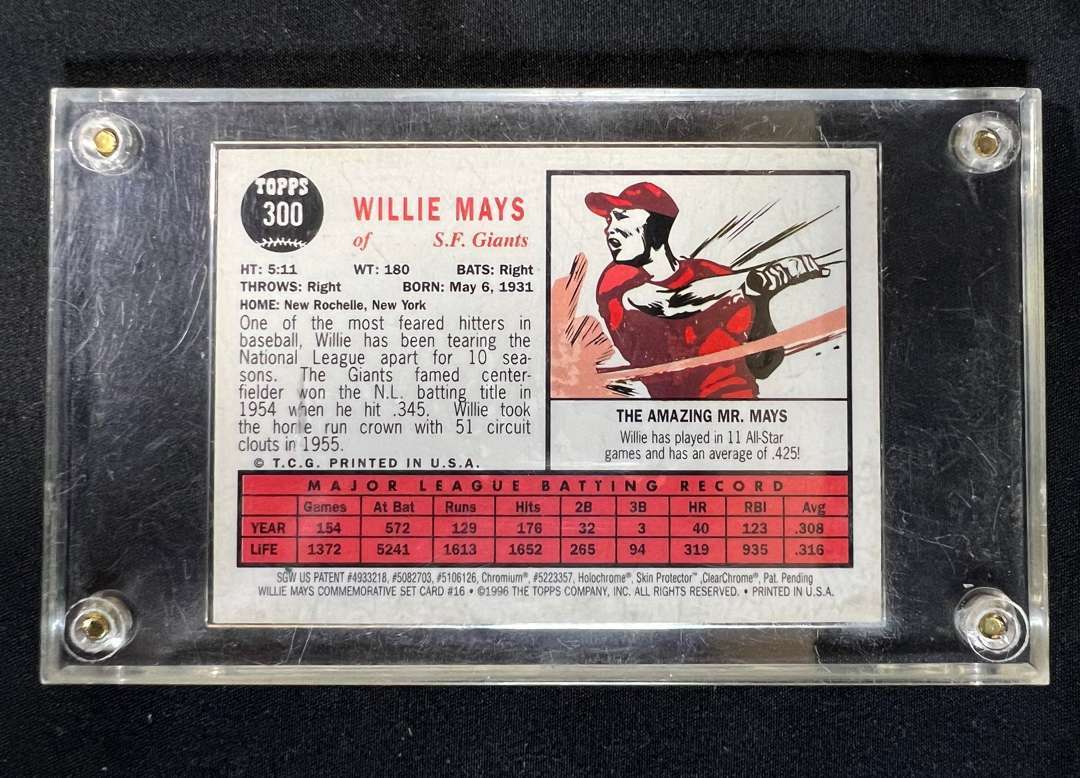 TOPPS
300
WILLIE MAYS
of S.F. Giants
HT: 5:11 WT: 180 BATS: Right
THROWS: Right BORN: May 6, 1931
HOME: New Rochelle, New York
One of the most feared hitters in
baseball, Willie has been tearing the
National League apart for 10 sea-
sons. The Giants famed center-
fielder won the N.L. batting title in
1954 when he hit .345. Willie took
the home run crown with 51 circuit
clouts in 1955.
© T.C.G. PRINTED IN U.S.A.
THE AMAZING MR. MAYS
Willie has played in 11 All-Star
games and has an average of .425!
MAJOR LEAGUE BATTING RECORD
Games At Bat Runs Hits 2B 3B HR RBI Avg
YEAR 154 572 129 176 32 3 40 123 .308
LiFE 1372 5241 1613 1652 265 94 319 935 .316
SGW US PATENT #4933218, #5082703, #5106126, Chromium®, #5223357, Holochrome®, Skin Protector™, ClearChrome®, Pat. Pending
WILLIE MAYS COMMEMORATIVE SET CARD #16 • ©1996 THE TOPPS COMPANY, INC. ALL RIGHTS RESERVED. • PRINTED IN U.S.A.